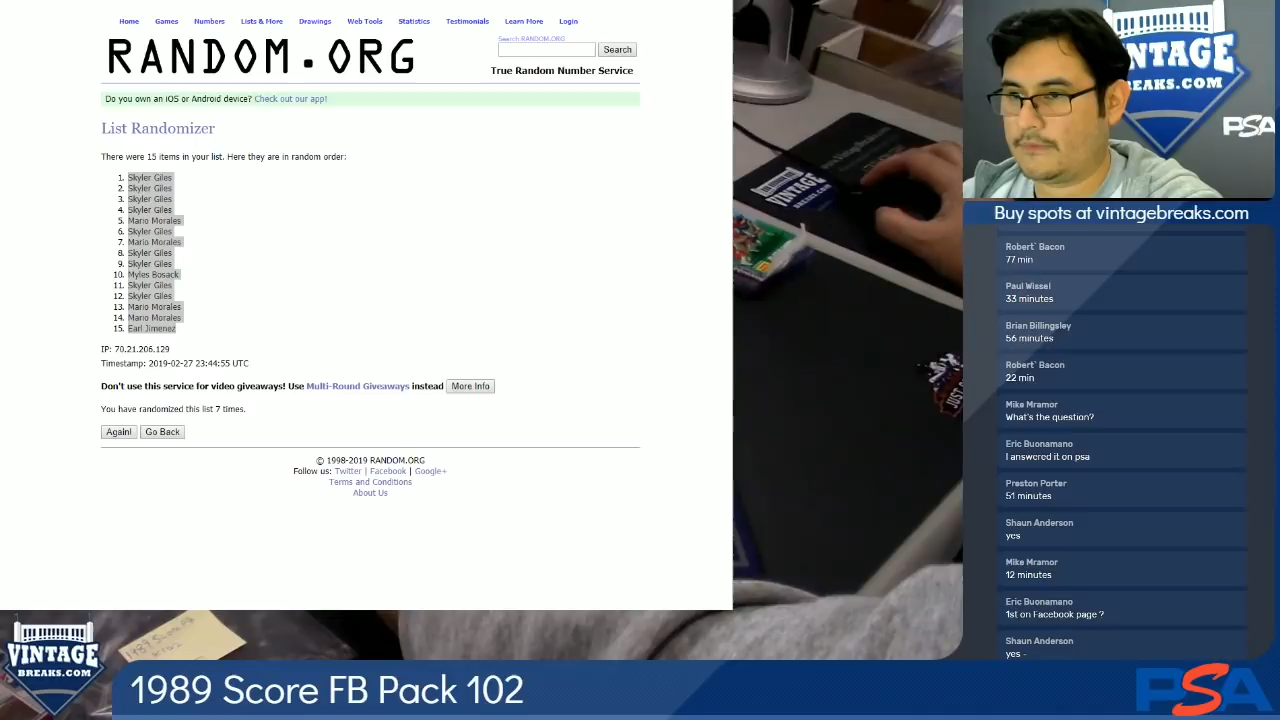 Home Games Numbers Lists & More Drawings Web Tools Statistics Testimonials Learn More Login
RANDOM.ORG
Search RANDOM.ORG
Search
True Random Number Service
Do you own an iOS or Android device? Check out our app!
List Randomizer
There were 15 items in your list. Here they are in random order:
1. Skyler Giles
2. Skyler Giles
3. Skyler Giles
4. Skyler Giles
5. Mario Morales
6. Skyler Giles
7. Mario Morales
8. Skyler Giles
9. Skyler Giles
10. Myles Bosack
11. Skyler Giles
12. Skyler Giles
13. Mario Morales
14. Mario Morales
15. Earl Jimenez
IP: 70.21.206.129
Timestamp: 2019-02-27 23:44:55 UTC
Don't use this service for video giveaways! Use Multi-Round Giveaways instead More Info
You have randomized this list 7 times.
Again! Go Back
© 1998-2019 RANDOM.ORG
Follow us: Twitter | Facebook | Google+
Terms and Conditions
About Us
VINTAGE
VINTAGE
PSA
Buy spots at vintagebreaks.com
Robert` Bacon
77 min
Paul Wissel
33 minutes
Brian Billingsley
56 minutes
Robert` Bacon
22 min
Mike Mramor
What's the question?
Eric Buonamano
I answered it on psa
Preston Porter
51 minutes
Shaun Anderson
yes
Mike Mramor
12 minutes
Eric Buonamano
1st on Facebook page ?
Shaun Anderson
yes -
JUST
1989 Score
VINTAGE
BREAKS.COM
1989 Score FB Pack 102
PSA